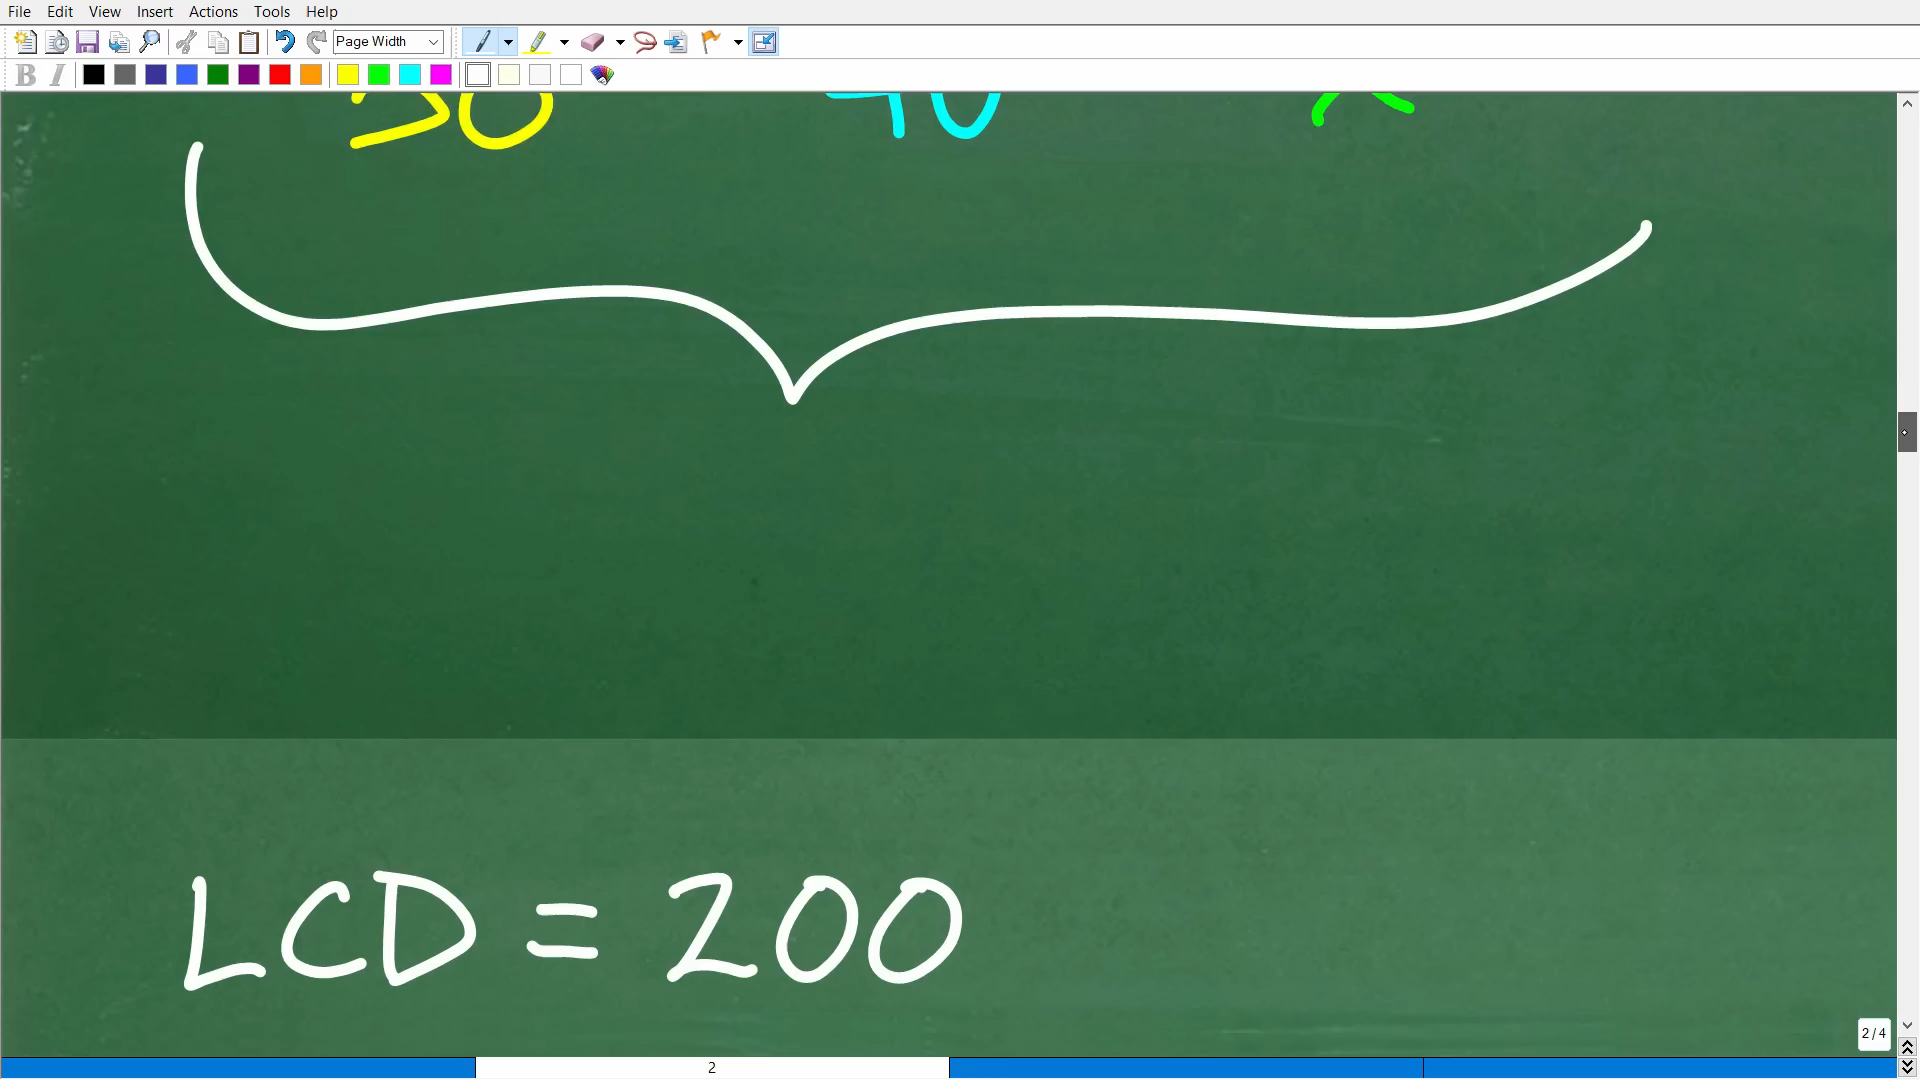 File Edit View Insert Actions Tools Help
Page Width
B I
LCD = 200
2 / 4
2